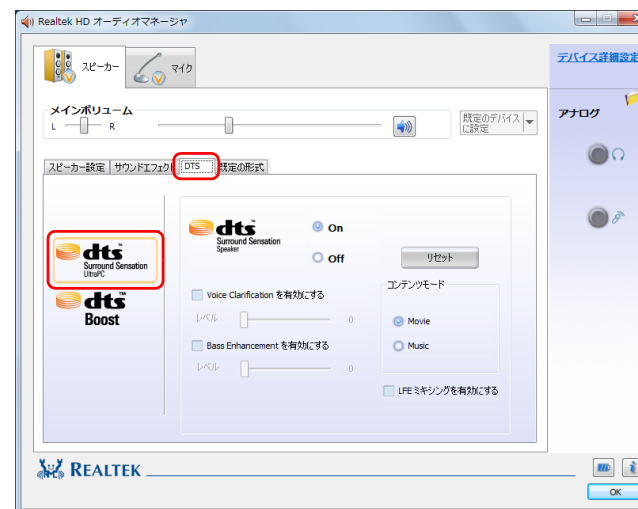 Realtek HD オーディオマネージャ
スピーカー
マイク
デバイス詳細設定
メインボリューム
L R
既定のデバイス
に設定
アナログ
スピーカー設定 サウンドエフェクト DTS 既定の形式
dts
Surround Sensation
UltraPC
dts
Boost
dts
Surround Sensation
Speaker
On
Off
リセット
Voice Clarification を有効にする
レベル 0
Bass Enhancement を有効にする
レベル 0
コンテンツモード
Movie
Music
LFE ミキシングを有効にする
REALTEK
OK